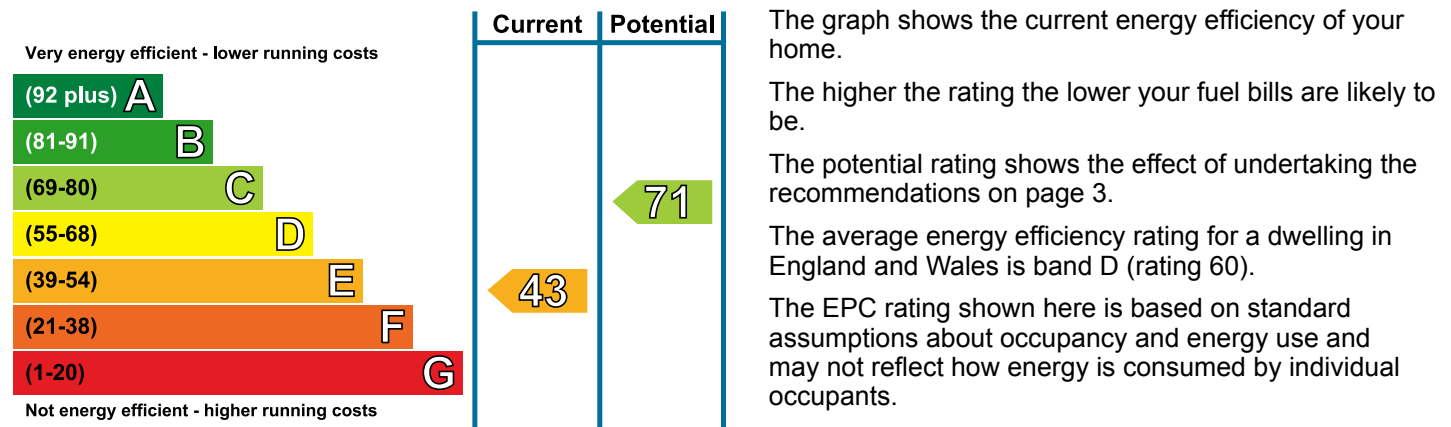 Current Potential
Very energy efficient - lower running costs
(92 plus) A
(81-91) B
(69-80) C
71
(55-68) D
(39-54) E
43
(21-38) F
(1-20) G
Not energy efficient - higher running costs
The graph shows the current energy efficiency of your
home.
The higher the rating the lower your fuel bills are likely to
be.
The potential rating shows the effect of undertaking the
recommendations on page 3.
The average energy efficiency rating for a dwelling in
England and Wales is band D (rating 60).
The EPC rating shown here is based on standard
assumptions about occupancy and energy use and
may not reflect how energy is consumed by individual
occupants.